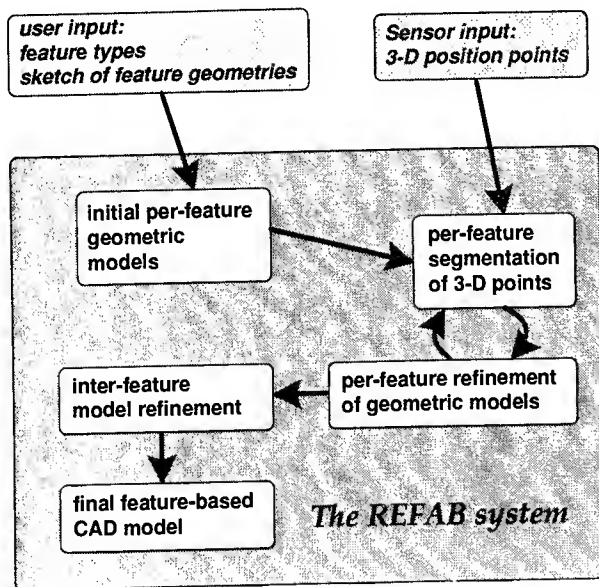 user input:
feature types
sketch of feature geometries
Sensor input:
3-D position points
initial per-feature
geometric
models
per-feature
segmentation
of 3-D points
inter-feature
model refinement
per-feature refinement
of geometric models
final feature-based
CAD model
The REFAB system